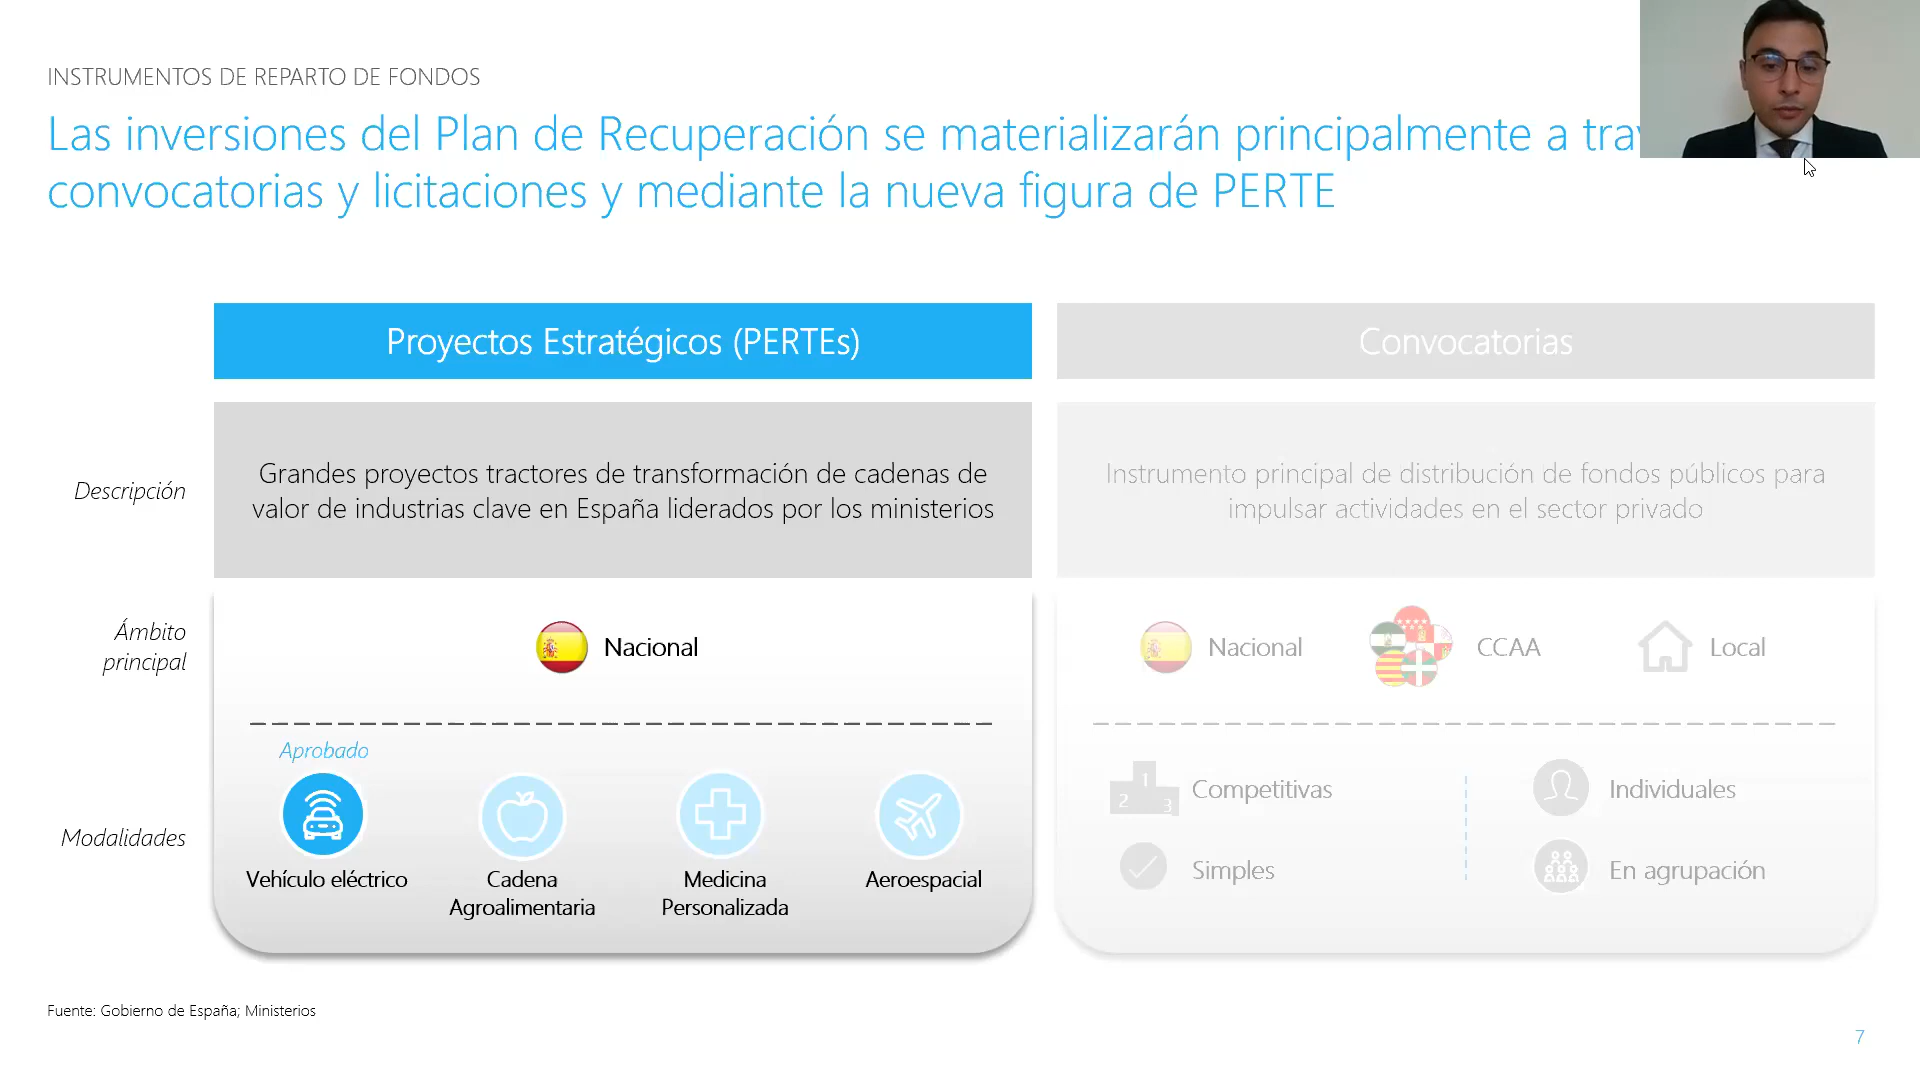 INSTRUMENTOS DE REPARTO DE FONDOS
Las inversiones del Plan de Recuperación se materializarán principalmente a
convocatorias y licitaciones y mediante la nueva figura de PERTE
Proyectos Estratégicos (PERTEs)
Convocatorias
Descripción
Grandes proyectos tractores de transformación de cadenas de
valor de industrias clave en España liderados por los ministerios
Instrumento principal de distribución de fondos públicos para
impulsar actividades en el sector privado
Ámbito
principal
Nacional
Nacional
CCAA
Local
Modalidades
Aprobado
Vehículo eléctrico
Cadena
Agroalimentaria
Medicina
Personalizada
Aeroespacial
1
2
3
Competitivas
Individuales
Simples
En agrupación
Fuente: Gobierno de España; Ministerios
7